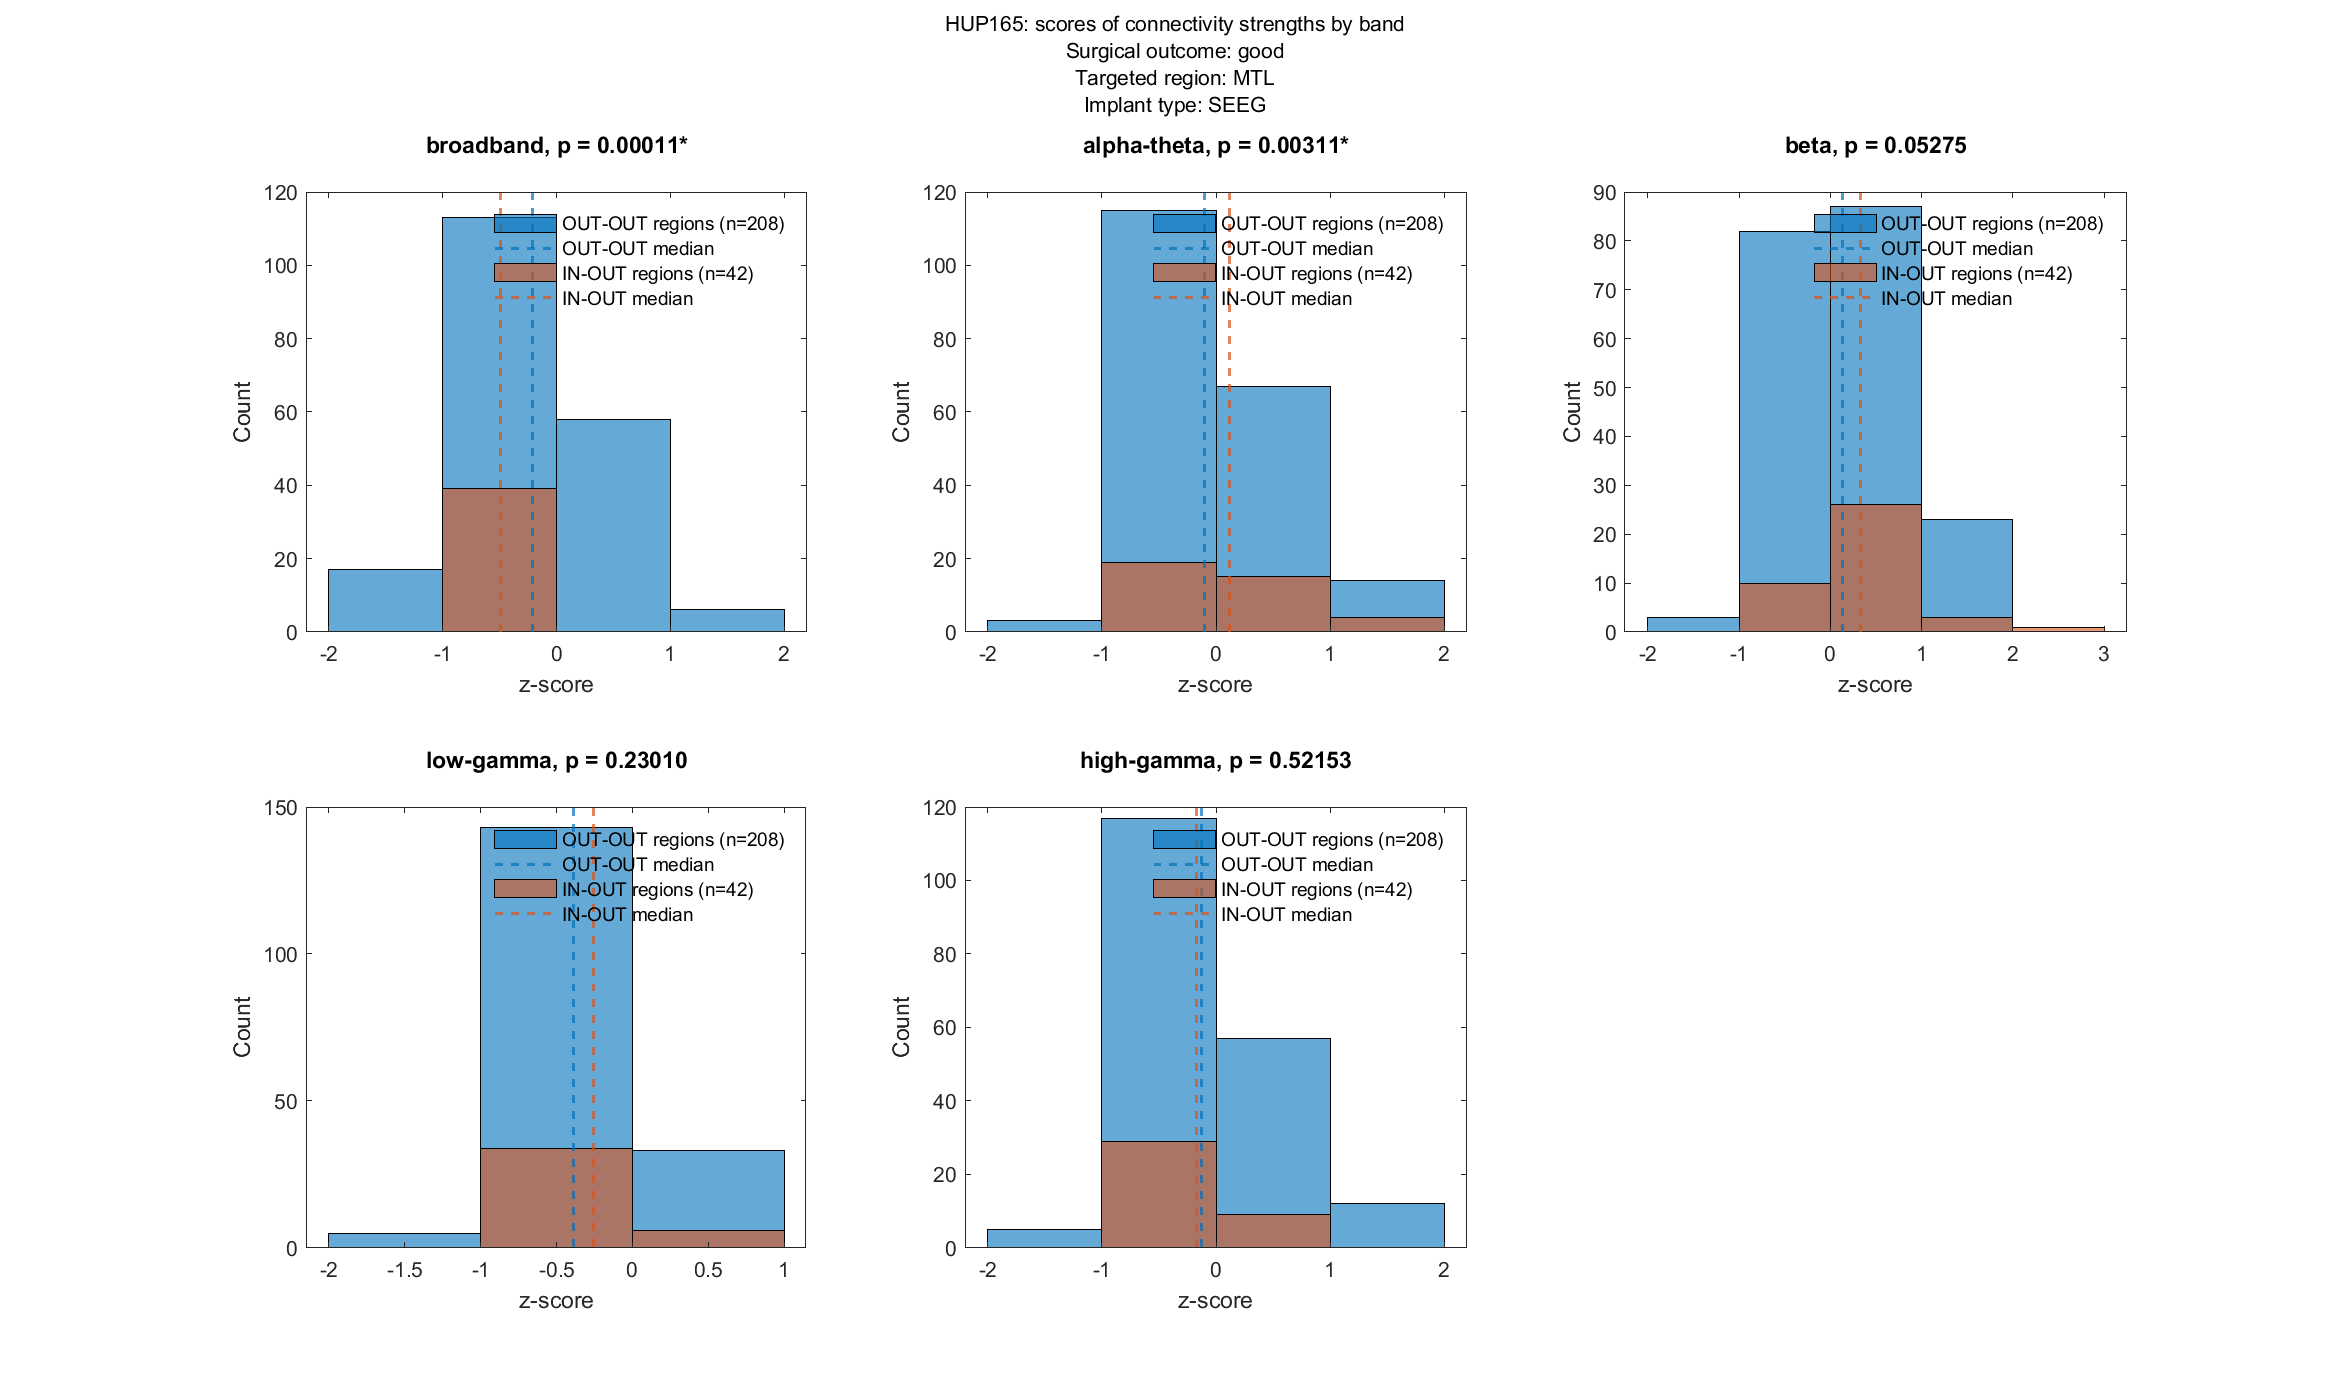 HUP165: scores of connectivity strengths by band
Surgical outcome: good
Targeted region: MTL
Implant type: SEEG
broadband, p = 0.00011*
120
100
80
60
40
20
0
Count
-2
-1
0
1
2
z-score
OUT-OUT regions (n=208)
OUT-OUT median
IN-OUT regions (n=42)
IN-OUT median
alpha-theta, p = 0.00311*
120
100
80
60
40
20
0
Count
-2
-1
0
1
2
z-score
OUT-OUT regions (n=208)
OUT-OUT median
IN-OUT regions (n=42)
IN-OUT median
beta, p = 0.05275
90
80
70
60
50
40
30
20
10
0
Count
-2
-1
0
1
2
3
z-score
OUT-OUT regions (n=208)
OUT-OUT median
IN-OUT regions (n=42)
IN-OUT median
low-gamma, p = 0.23010
150
100
50
0
Count
-2
-1.5
-1
-0.5
0
0.5
1
z-score
OUT-OUT regions (n=208)
OUT-OUT median
IN-OUT regions (n=42)
IN-OUT median
high-gamma, p = 0.52153
120
100
80
60
40
20
0
Count
-2
-1
0
1
2
z-score
OUT-OUT regions (n=208)
OUT-OUT median
IN-OUT regions (n=42)
IN-OUT median